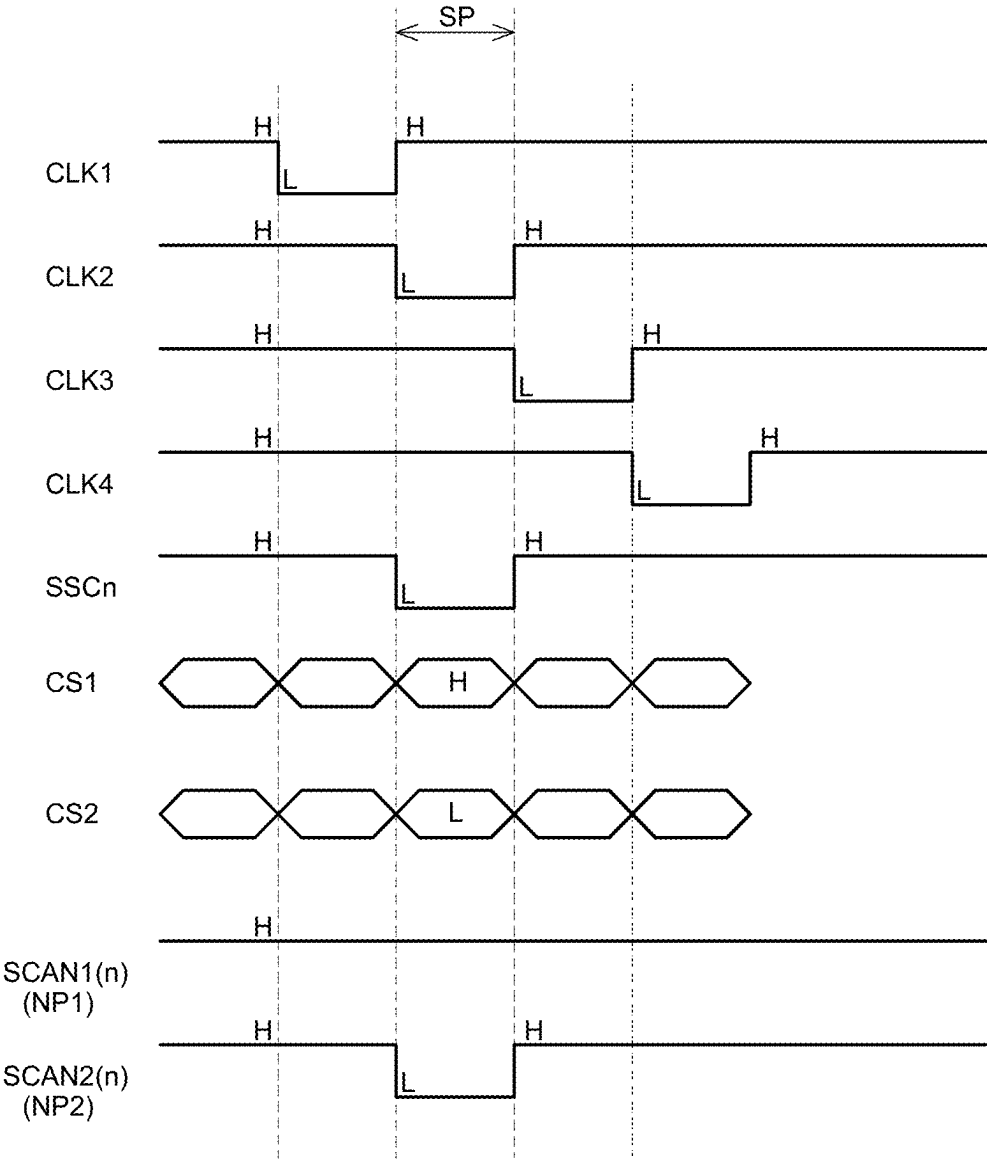 SP
H H
CLK1 L
H H
CLK2 L
H H
CLK3 L
H H
CLK4 L
H H
SSCn L
CS1 H
CS2 L
H
SCAN1(n)
(NP1)
H H
SCAN2(n) L
(NP2)